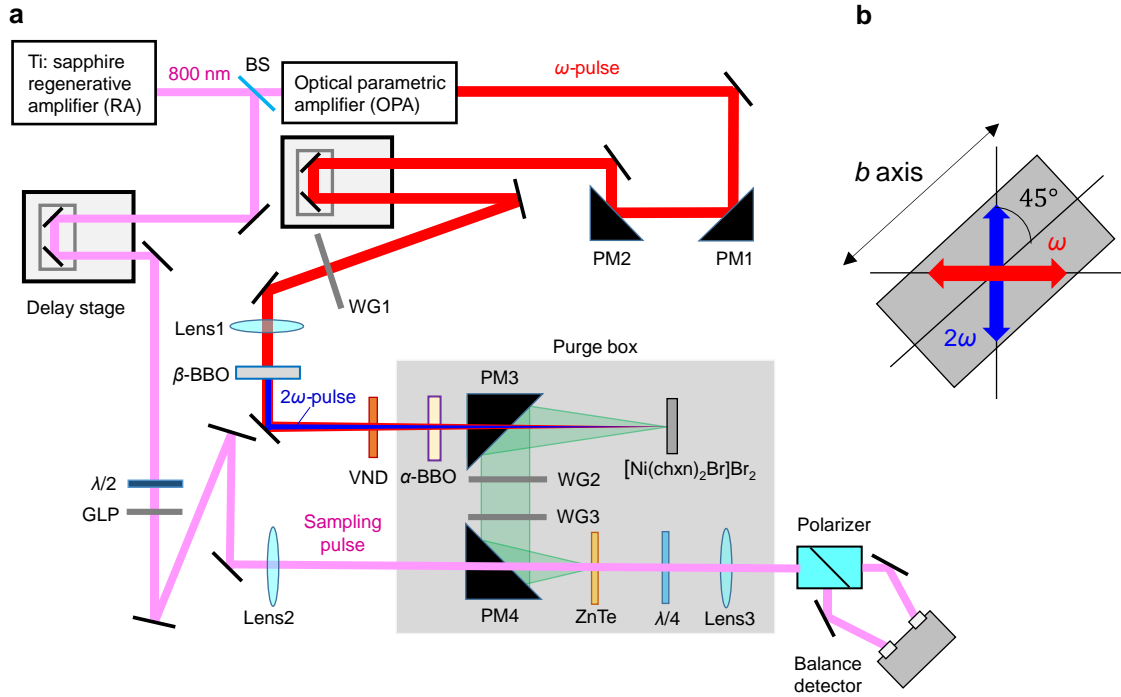 a
b
Ti: sapphire
regenerative
amplifier (RA)
800 nm
BS
Optical parametric
amplifier (OPA)
ω-pulse
PM2
PM1
Delay stage
WG1
Lens1
β-BBO
2ω-pulse
VND
α-BBO
Purge box
PM3
[Ni(chxn)₂Br]Br₂
WG2
WG3
λ/2
GLP
Sampling
pulse
Lens2
PM4
ZnTe
λ/4
Lens3
Polarizer
Balance
detector
b axis
45°
ω
2ω